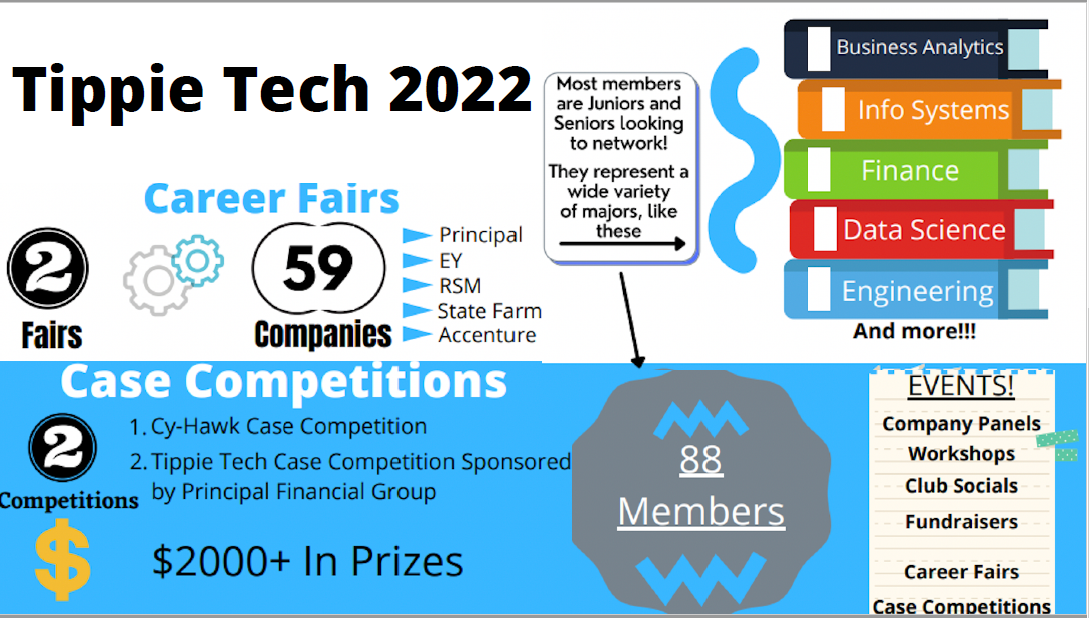 Tippie Tech 2022
Career Fairs
2
Fairs
59
Companies
Principal
EY
RSM
State Farm
Accenture
Most members
are Juniors and
Seniors looking
to network!
They represent a
wide variety
of majors, like
these
Business Analytics
Info Systems
Finance
Data Science
Engineering
And more!!!
Case Competitions
2
Competitions
1. Cy-Hawk Case Competition
2. Tippie Tech Case Competition Sponsored
by Principal Financial Group
$
$2000+ In Prizes
88
Members
EVENTS!
Company Panels
Workshops
Club Socials
Fundraisers
Career Fairs
Case Competitions